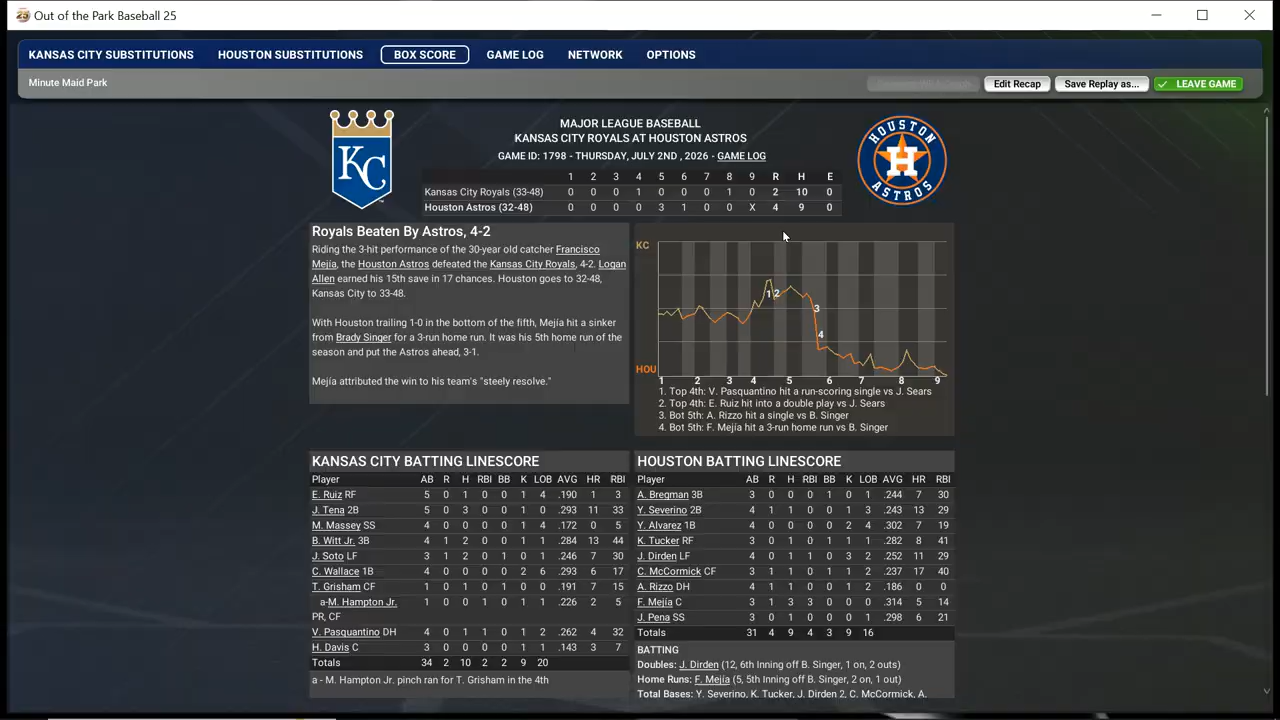 Out of the Park Baseball 25
KANSAS CITY SUBSTITUTIONS HOUSTON SUBSTITUTIONS BOX SCORE GAME LOG NETWORK OPTIONS
Minute Maid Park
Edit Recap Save Replay as... LEAVE GAME
KC
HOUSTON
H
ASTROS
MAJOR LEAGUE BASEBALL
KANSAS CITY ROYALS AT HOUSTON ASTROS
GAME ID: 1798 - THURSDAY, JULY 2ND , 2026 - GAME LOG
1 2 3 4 5 6 7 8 9 R H E
Kansas City Royals (33-48) 0 0 0 1 0 0 0 1 0 2 10 0
Houston Astros (32-48) 0 0 0 0 3 1 0 0 X 4 9 0
Royals Beaten By Astros, 4-2
Riding the 3-hit performance of the 30-year old catcher Francisco
Mejía, the Houston Astros defeated the Kansas City Royals, 4-2. Logan
Allen earned his 15th save in 17 chances. Houston goes to 32-48,
Kansas City to 33-48.
With Houston trailing 1-0 in the bottom of the fifth, Mejía hit a sinker
from Brady Singer for a 3-run home run. It was his 5th home run of the
season and put the Astros ahead, 3-1.
Mejía attributed the win to his team's "steely resolve."
KC
1 2
3
4
HOU
1 2 3 4 5 6 7 8 9
1. Top 4th: V. Pasquantino hit a run-scoring single vs J. Sears
2. Top 4th: E. Ruiz hit into a double play vs J. Sears
3. Bot 5th: A. Rizzo hit a single vs B. Singer
4. Bot 5th: F. Mejía hit a 3-run home run vs B. Singer
KANSAS CITY BATTING LINESCORE
Player AB R H RBI BB K LOB AVG HR RBI
E. Ruiz RF 5 0 1 0 0 1 4 .190 1 3
J. Tena 2B 5 0 3 0 0 1 0 .293 11 33
M. Massey SS 4 0 0 0 0 1 4 .172 0 5
B. Witt Jr. 3B 4 1 2 0 0 1 1 .284 13 44
J. Soto LF 3 1 2 0 1 0 1 .246 7 30
C. Wallace 1B 4 0 0 0 0 2 6 .293 6 17
T. Grisham CF 1 0 1 0 1 0 0 .191 7 15
a-M. Hampton Jr. 1 0 0 1 0 1 1 .226 2 5
PR, CF
V. Pasquantino DH 4 0 1 1 0 1 2 .262 4 32
H. Davis C 3 0 0 0 0 1 1 .143 3 7
Totals 34 2 10 2 2 9 20
a - M. Hampton Jr. pinch ran for T. Grisham in the 4th
HOUSTON BATTING LINESCORE
Player AB R H RBI BB K LOB AVG HR RBI
A. Bregman 3B 3 0 0 0 1 0 1 .244 7 30
Y. Severino 2B 4 1 1 0 0 1 3 .243 13 29
Y. Alvarez 1B 4 0 0 0 0 2 4 .302 7 19
K. Tucker RF 3 0 1 0 1 1 1 .282 8 41
J. Dirden LF 4 0 1 1 0 3 2 .252 11 29
C. McCormick CF 3 1 1 0 1 1 2 .237 17 40
A. Rizzo DH 4 1 1 0 0 1 2 .186 0 0
F. Mejía C 3 1 3 3 0 0 0 .314 5 14
J. Pena SS 3 0 1 0 0 0 1 .298 6 21
Totals 31 4 9 4 3 9 16
BATTING
Doubles: J. Dirden (12, 6th Inning off B. Singer, 1 on, 2 outs)
Home Runs: F. Mejía (5, 5th Inning off B. Singer, 2 on, 1 out)
Total Bases: Y. Severino, K. Tucker, J. Dirden 2, C. McCormick, A.